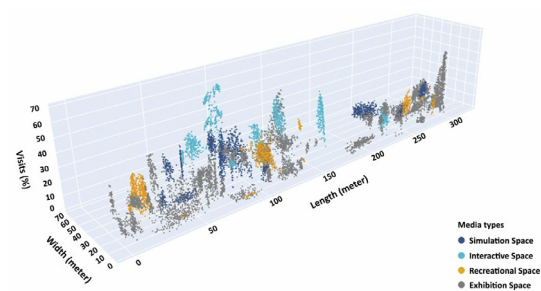 70
60
50
40
30
20
10
0
Visits (%)
70
60
50
40
30
20
10
0
Width (meter)
0
50
100
150
200
250
300
Length (meter)
Media types
Simulation Space
Interactive Space
Recreational Space
Exhibition Space